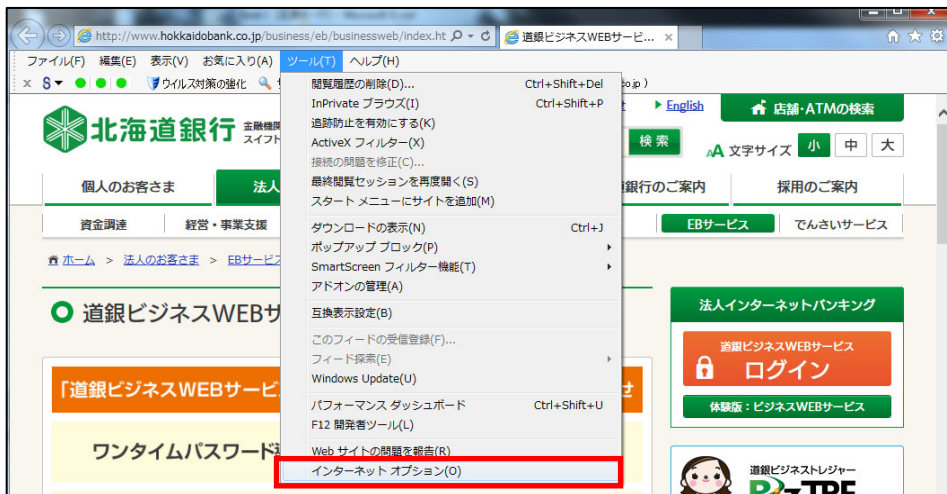 http://www.hokkaidobank.co.jp/business/eb/businessweb/index.ht
道銀ビジネスWEBサービ... ×
ファイル(F) 編集(E) 表示(V) お気に入り(A) ツール(T) ヘルプ(H)
ウイルス対策の強化
閲覧履歴の削除(D)... Ctrl+Shift+Del
InPrivate ブラウズ(I) Ctrl+Shift+P
追跡防止を有効にする(K)
ActiveX フィルター(X)
接続の問題を修正(C)...
最終閲覧セッションを再度開く(S)
スタート メニューにサイトを追加(M)
ダウンロードの表示(N) Ctrl+J
ポップアップ ブロック(P)
SmartScreen フィルター機能(T)
アドオンの管理(A)
互換表示設定(B)
このフィードの受信登録(F)...
フィード探索(E)
Windows Update(U)
パフォーマンス ダッシュボード Ctrl+Shift+U
F12 開発者ツール(L)
Web サイトの問題を報告(R)
インターネット オプション(O)
English
店舗・ATMの検索
北海道銀行
金融機関
スイフト
検索
AA 文字サイズ 小 中 大
個人のお客さま 法人
銀行のご案内 採用のご案内
資金調達 経営・事業支援
EBサービス でんさいサービス
ホーム > 法人のお客さま > EBサービス
道銀ビジネスWEBサ
法人インターネットバンキング
道銀ビジネスWEBサービス
ログイン
体験版：ビジネスWEBサービス
「道銀ビジネスWEBサービ
せ
ワンタイムパスワード
道銀ビジネストレジャー